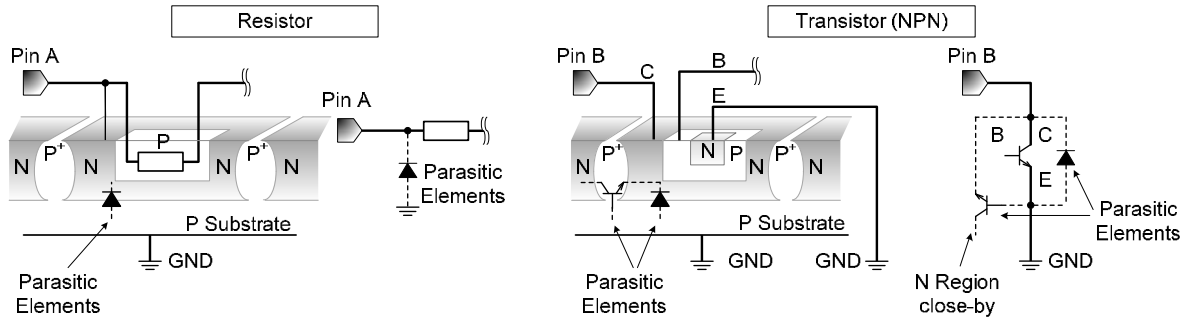 Resistor
Pin A
N
P+
N
P
N
P+
N
Parasitic
Elements
P Substrate
GND
Pin A
Parasitic
Elements
Transistor (NPN)
Pin B
C
B
E
N
P+
N
N
P
N
P+
N
P Substrate
GND
GND
Parasitic
Elements
Pin B
B
C
E
Parasitic
Elements
GND
N Region
close-by